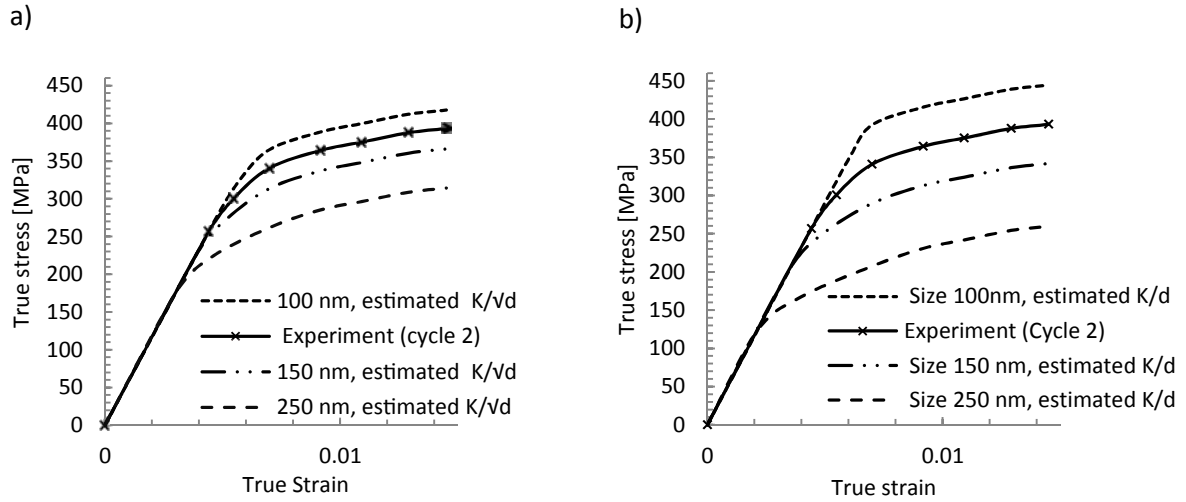 a)
True stress [MPa]
450
400
350
300
250
200
150
100
50
0
0
0.01
True Strain
100 nm, estimated K/√d
Experiment (cycle 2)
150 nm, estimated K/√d
250 nm, estimated K/√d
b)
True stress [MPa]
450
400
350
300
250
200
150
100
50
0
0
0.01
True strain
Size 100nm, estimated K/d
Experiment (Cycle 2)
Size 150 nm, estimated K/d
Size 250 nm, estimated K/d